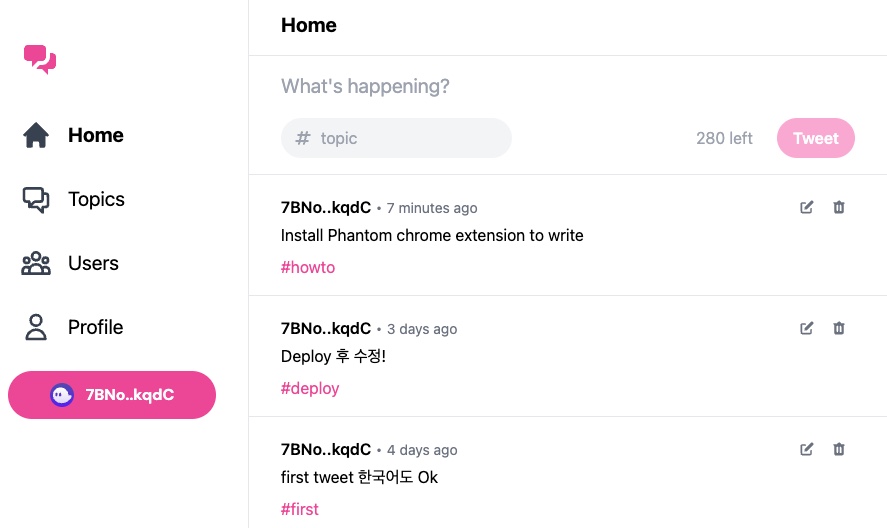 Home
Topics
Users
Profile
7BNo..kqdC
Home
What's happening?
# topic
280 left Tweet
7BNo..kqdC • 7 minutes ago
Install Phantom chrome extension to write
#howto
7BNo..kqdC • 3 days ago
Deploy 후 수정!
#deploy
7BNo..kqdC • 4 days ago
first tweet 한국어도 Ok
#first